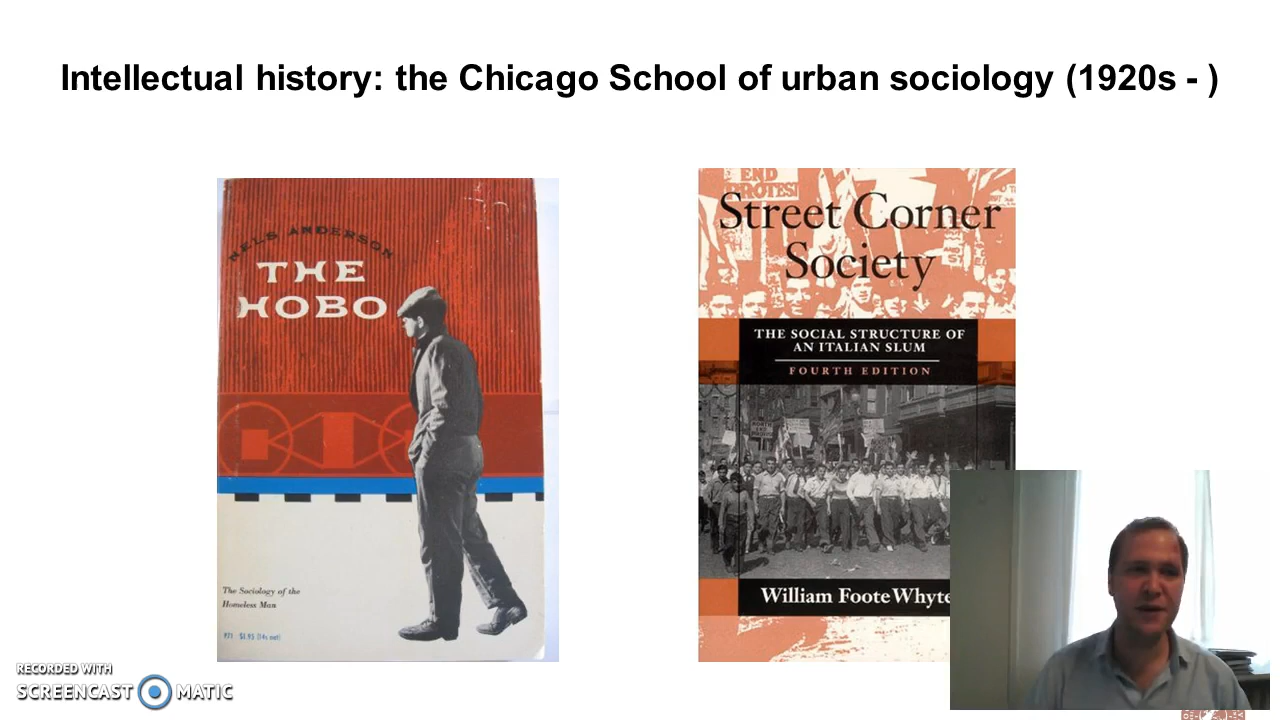 Intellectual history: the Chicago School of urban sociology (1920s - )
NELS ANDERSON
THE
HOBO
The Sociology of the
Homeless Man
END
PROTEST
Street Corner
Society
THE SOCIAL STRUCTURE OF
AN ITALIAN SLUM
FOURTH EDITION
William Foote Whyte
RECORDED WITH
SCREENCAST MATIC